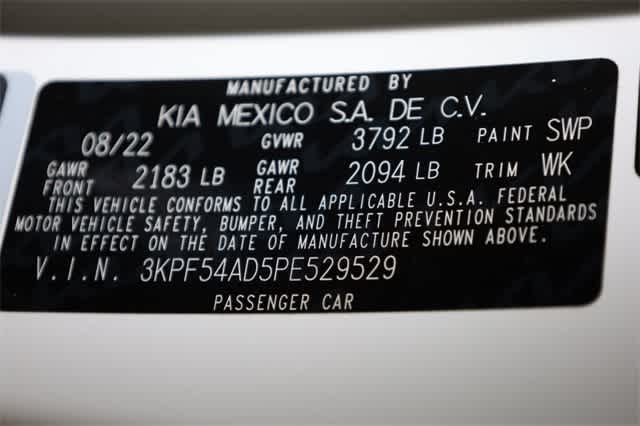 MANUFACTURED BY
KIA MEXICO S.A. DE C.V.
08/22 GVWR 3792 LB PAINT SWP
GAWR FRONT 2183 LB GAWR REAR 2094 LB TRIM WK
THIS VEHICLE CONFORMS TO ALL APPLICABLE U.S.A. FEDERAL
MOTOR VEHICLE SAFETY, BUMPER, AND THEFT PREVENTION STANDARDS
IN EFFECT ON THE DATE OF MANUFACTURE SHOWN ABOVE.
V.I.N. 3KPF54AD5PE529529
PASSENGER CAR